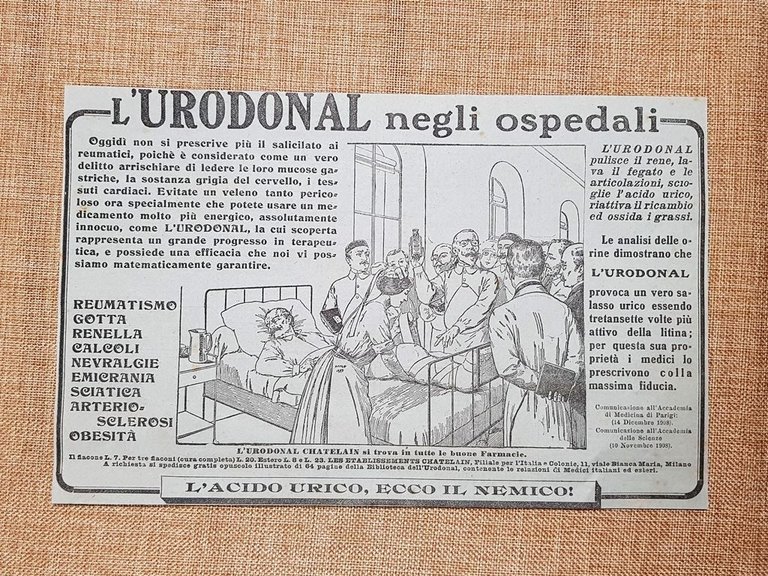 L'URODONAL negli ospedali
Oggidì non si prescrive più il salicilato ai
reumatici, poichè è considerato come un vero
delitto arrischiare di ledere le loro mucose ga-
striche, la sostanza grigia del cervello, i tes-
suti cardiaci. Evitate un veleno tanto perico-
loso ora specialmente che potete usare un me-
dicamento molto più energico, assolutamente
innocuo, come L'URODONAL, la cui scoperta
rappresenta un grande progresso in terapeu-
tica, e possiede una efficacia che noi vi pos-
siamo matematicamente garantire.
REUMATISMO
GOTTA
RENELLA
CALCOLI
NEVRALGIE
EMICRANIA
SCIATICA
ARTERIO-
SCLEROSI
OBESITÀ
L'URODONAL
pulisce il rene, la-
va il fegato e le
articolazioni, scio-
glie l'acido urico,
riattiva il ricambio
ed ossida i grassi.
Le analisi delle o-
rine dimostrano che
L'URODONAL
provoca un vero sa-
lasso urico essendo
tretansette volte più
attivo della litina;
per questa sua pro-
prietà i medici lo
prescrivono colla
massima fiducia.
Comunicazione all'Accademia
di Medicina di Parigi
(14 Dicembre 1908).
Comunicazione all'Accademia
delle Scienze
(10 Novembre 1908).
L'URODONAL CHATELAIN si trova in tutte le buone Farmacie.
Il flacone L. 7. Per tre flaconi (cura completa) L. 20. Estero L. 8 e L. 23. LES ETABLISSEMENTS CHATELAIN, Filiale per l'Italia e Colonie, 11, viale Bianca Maria, Milano
A richiesta si spedisce gratis opuscolo illustrato di 64 pagine della Biblioteca dell'Urodonal, contenente le relazioni di Medici italiani ed esteri.
L'ACIDO URICO, ECCO IL NEMICO!